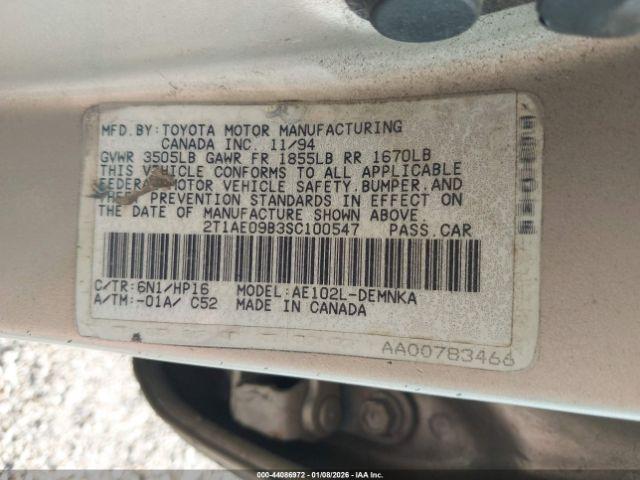 MFD. BY: TOYOTA MOTOR MANUFACTURING
CANADA INC. 11/94
GVWR 3505LB GAWR FR 1855LB RR 1670LB
THIS VEHICLE CONFORMS TO ALL APPLICABLE
FEDERAL MOTOR VEHICLE SAFETY. BUMPER. AND
THEFT PREVENTION STANDARDS IN EFFECT ON
THE DATE OF MANUFACTURE SHOWN ABOVE.
2T1AE09B3SC100547 PASS. CAR
C/TR: 6N1/HP16 MODEL: AE102L-DEMNKA
A/TM: -01A/ C52 MADE IN CANADA
AA00783466
000-44086972 | 01/08/2026 | IAA Inc.